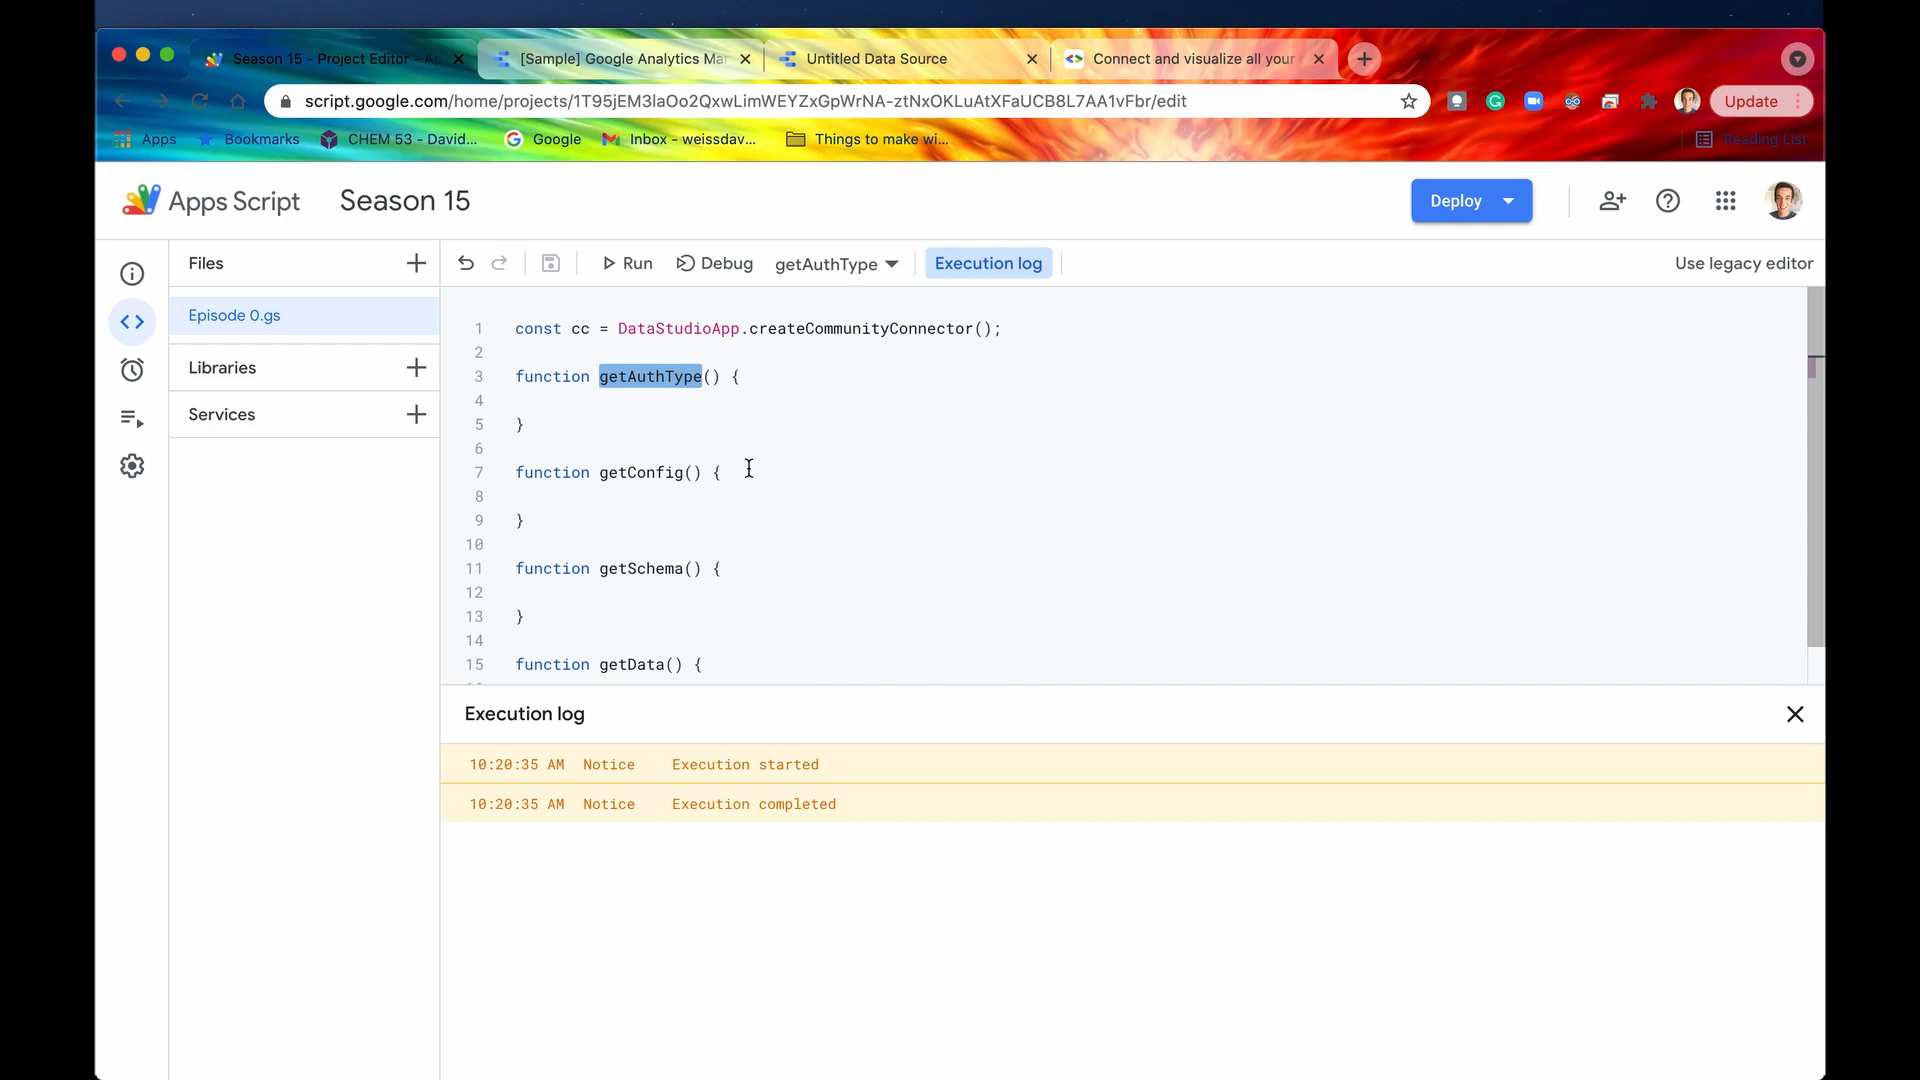 Season 15 - Project Editor - Ap
[Sample] Google Analytics Mar
Untitled Data Source
Connect and visualize all your
script.google.com/home/projects/1T95jEM3laOo2QxwLimWEYZxGpWrNA-ztNxOKLuAtXFaUCB8L7AA1vFbr/edit
Update
Apps
Bookmarks
CHEM 53 - David...
Google
Inbox - weissdav...
Things to make wi...
Reading List
Apps Script
Season 15
Deploy
Files
Run
Debug
getAuthType
Execution log
Use legacy editor
Episode 0.gs
Libraries
Services
1 const cc = DataStudioApp.createCommunityConnector();
2
3 function getAuthType() {
4
5 }
6
7 function getConfig() {
8
9 }
10
11 function getSchema() {
12
13 }
14
15 function getData() {
Execution log
10:20:35 AM Notice Execution started
10:20:35 AM Notice Execution completed